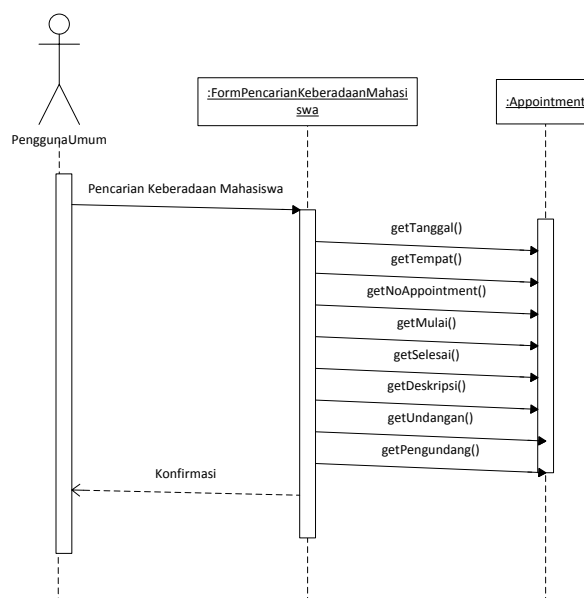 :FormPencarianKeberadaanMahasi
swa
:Appointment
PenggunaUmum
Pencarian Keberadaan Mahasiswa
getTanggal()
getTempat()
getNoAppointment()
getMulai()
getSelesai()
getDeskripsi()
getUndangan()
getPengundang()
Konfirmasi